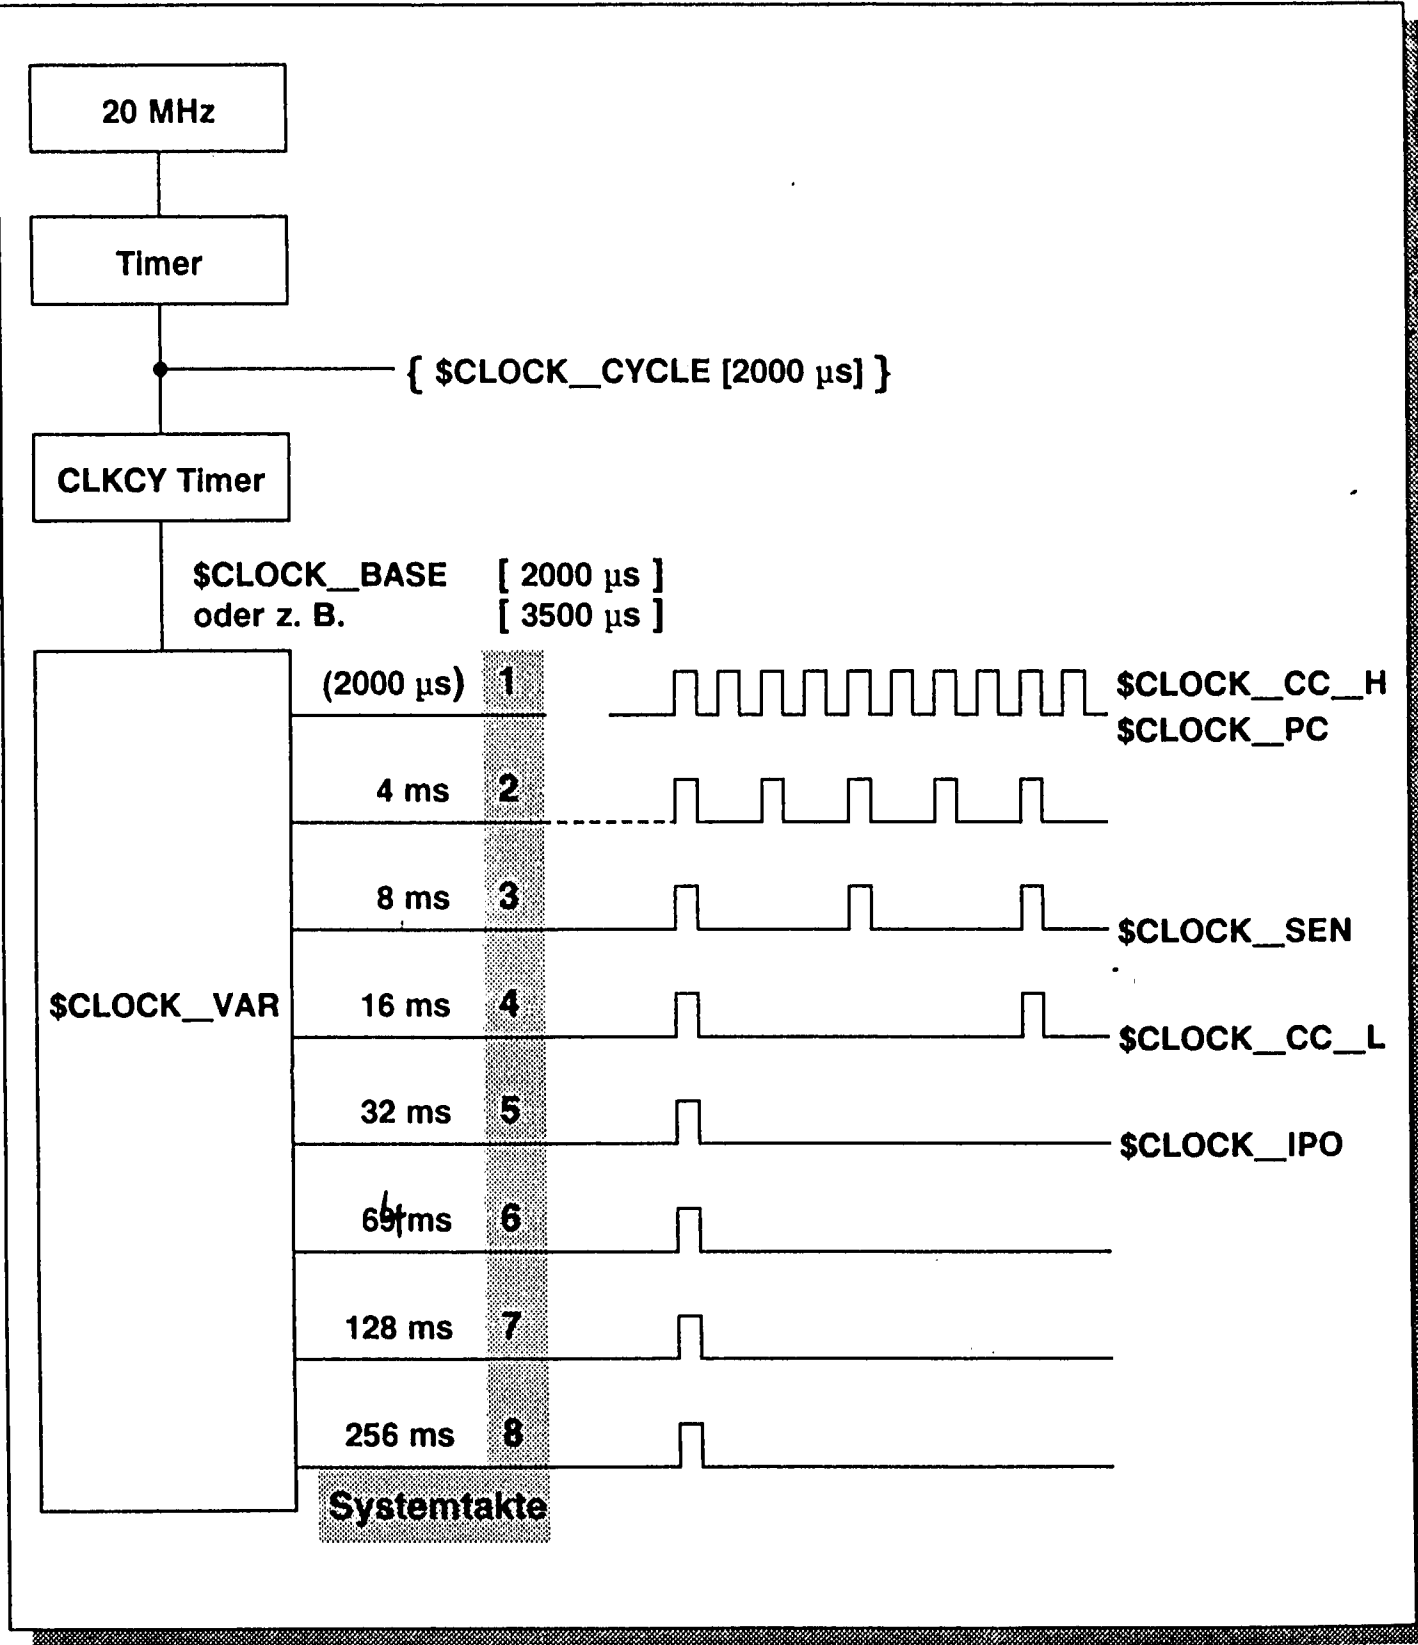 20 MHz
Timer
{ $CLOCK__CYCLE [2000 µs] }
CLKCY Timer
$CLOCK__BASE [ 2000 µs ]
oder z. B. [ 3500 µs ]
(2000 µs) 1 $CLOCK__CC__H
$CLOCK__PC
4 ms 2
8 ms 3
$CLOCK__SEN
$CLOCK__VAR 16 ms 4
$CLOCK__CC__L
32 ms 5
$CLOCK__IPO
64 ms 6
128 ms 7
256 ms 8
Systemtakte